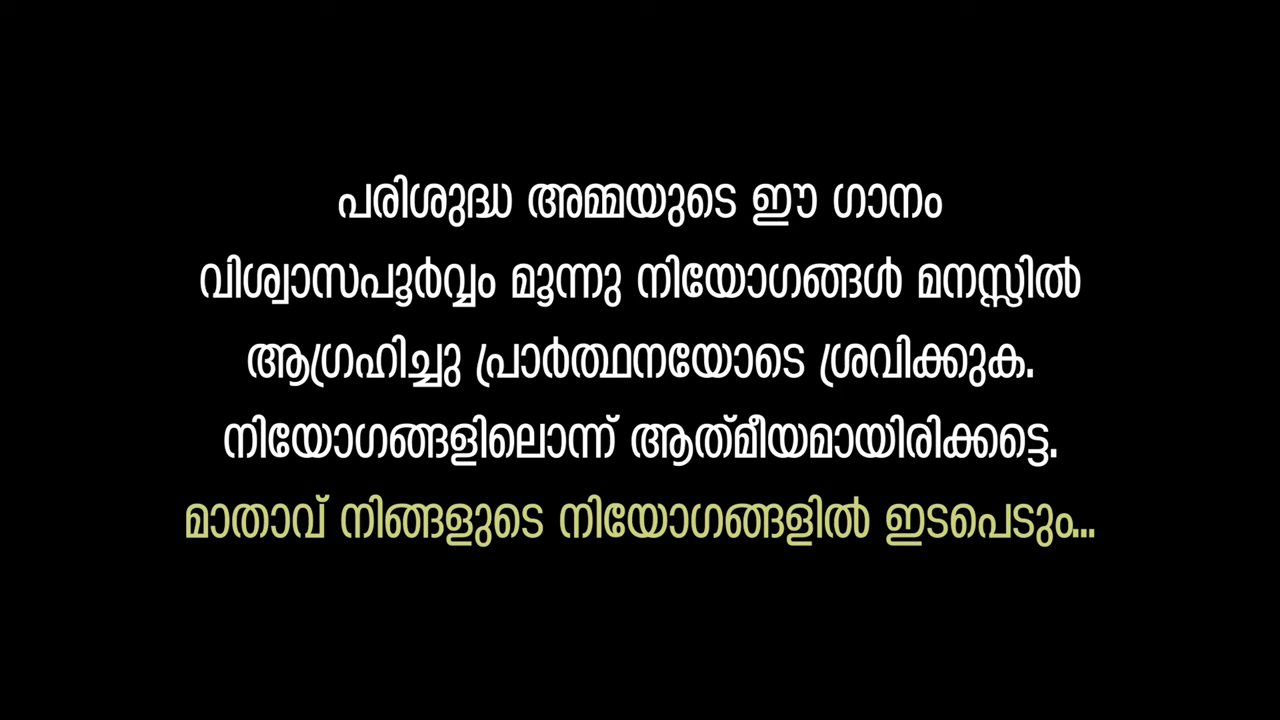 പരിശുദ്ധ അമ്മയുടെ ഈ ഗാനം
വിശ്വാസപൂർവ്വം മൂന്നു നിയോഗങ്ങൾ മനസ്സിൽ
ആഗ്രഹിച്ചു പ്രാർത്ഥനയോടെ ശ്രവിക്കുക.
നിയോഗങ്ങളിലൊന്ന് ആത്‌മീയമായിരിക്കട്ടെ.
മാതാവ് നിങ്ങളുടെ നിയോഗങ്ങളിൽ ഇടപെടും...